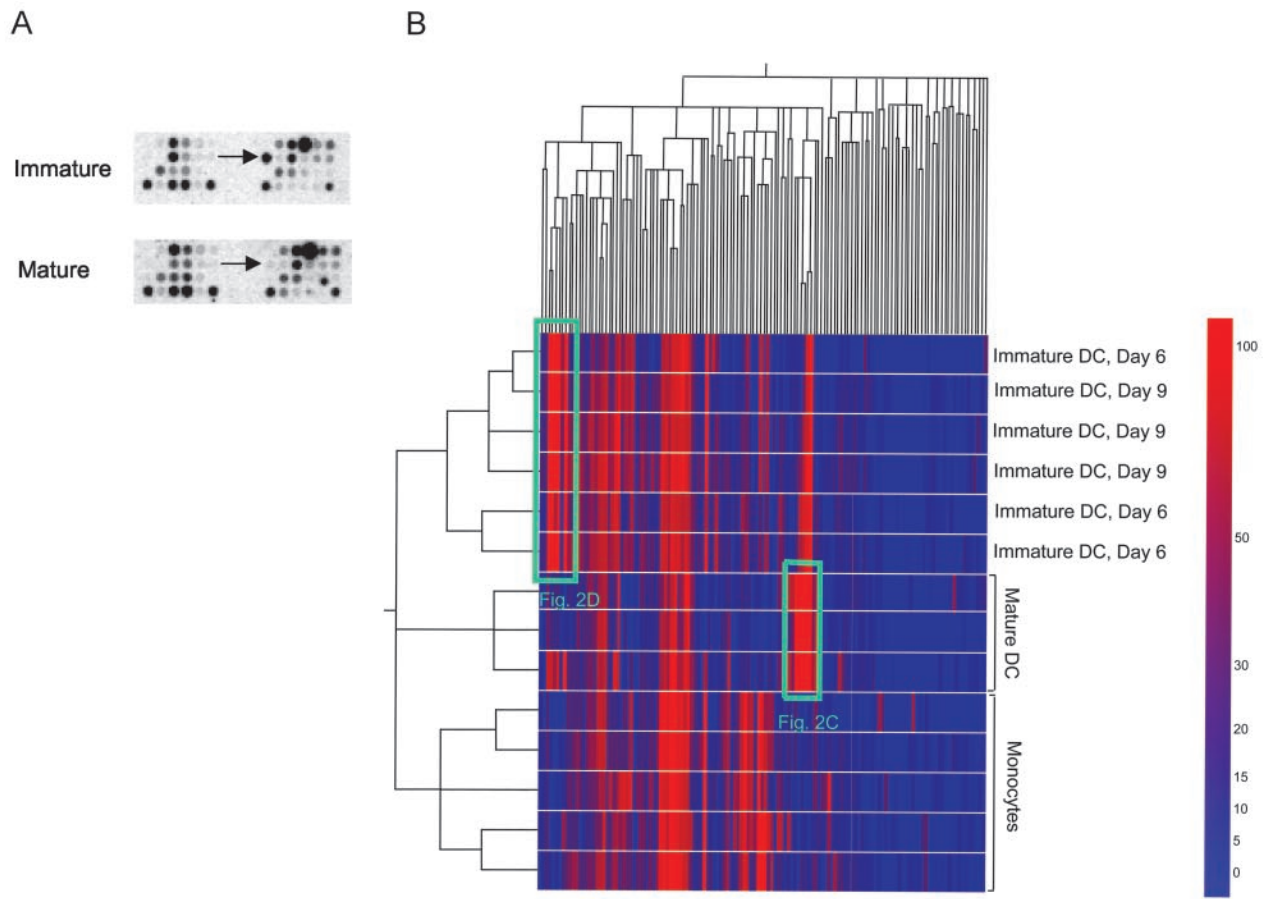 A
B
Immature
Mature
Immature DC, Day 6
Immature DC, Day 9
Immature DC, Day 9
Immature DC, Day 9
Immature DC, Day 6
Immature DC, Day 6
Fig. 2D
Mature DC
Fig. 2C
Monocytes
100
50
30
20
15
10
5
0